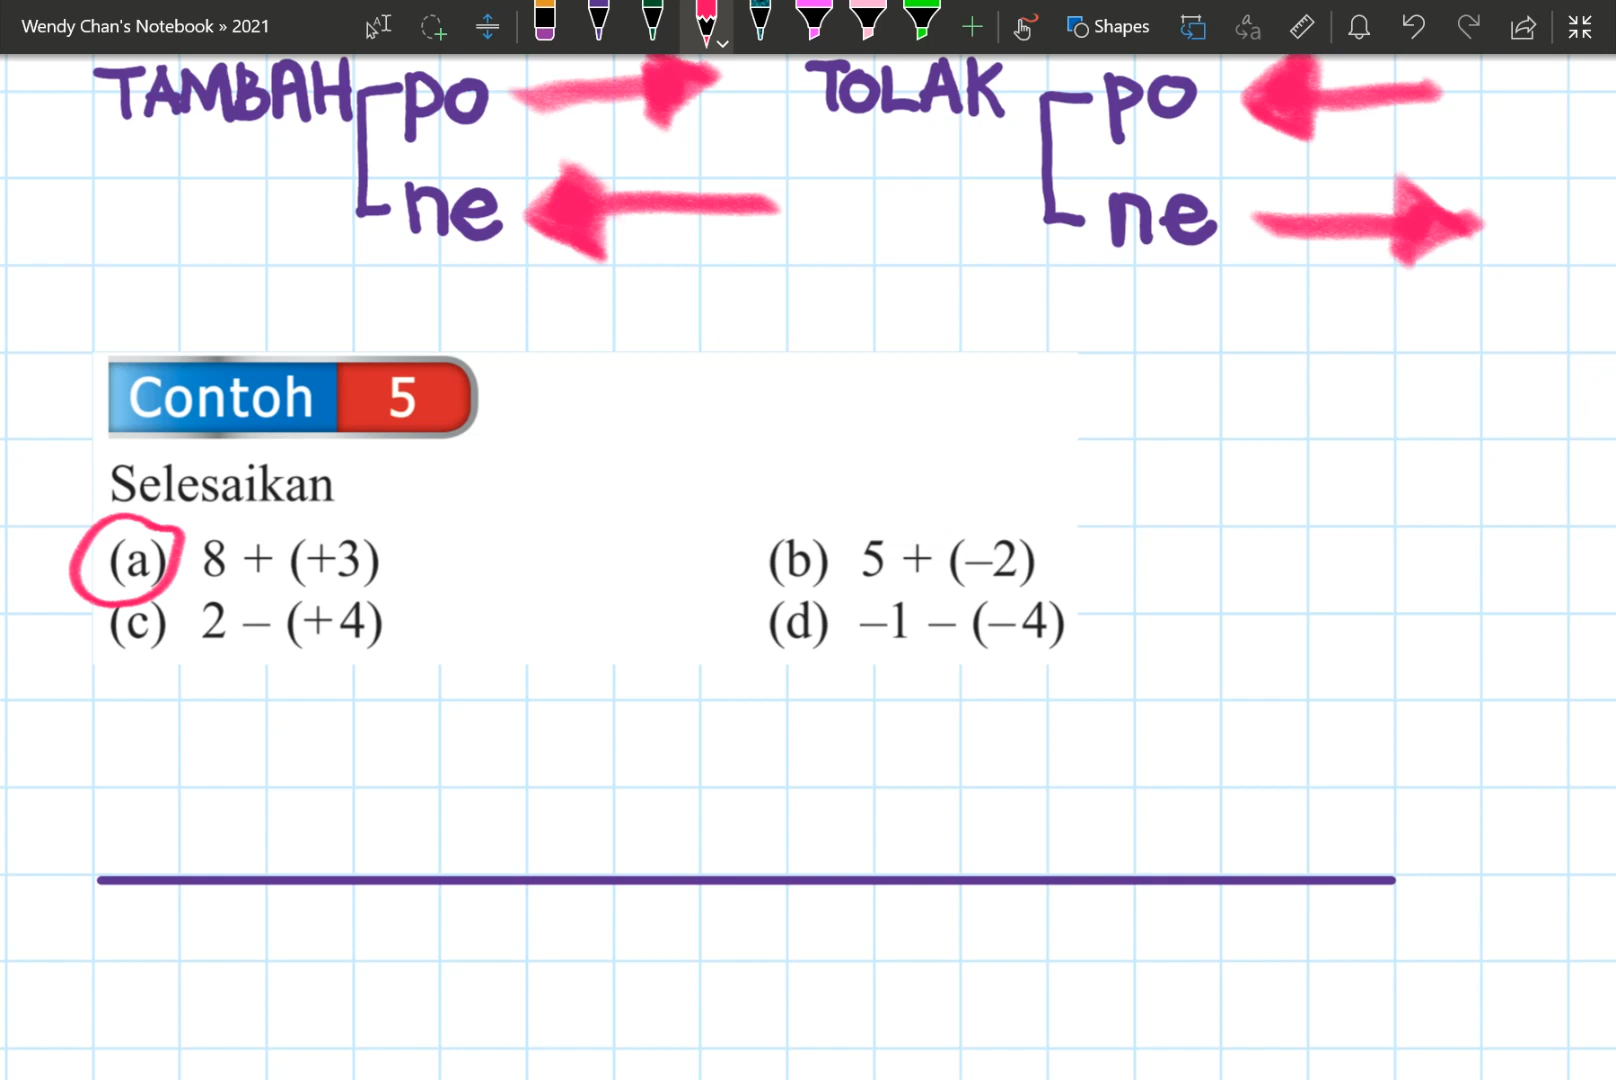 Wendy Chan's Notebook » 2021
Shapes
TAMBAH po TOLAK po
ne ne
Contoh 5
Selesaikan
(a) 8 + (+3) (b) 5 + (–2)
(c) 2 – (+4) (d) –1 – (–4)